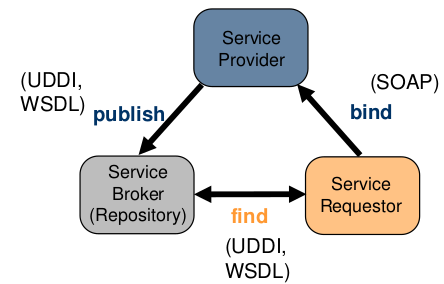 Service
Provider
(UDDI,
WSDL)
publish
(SOAP)
bind
Service
Broker
(Repository)
find
Service
Requestor
(UDDI,
WSDL)